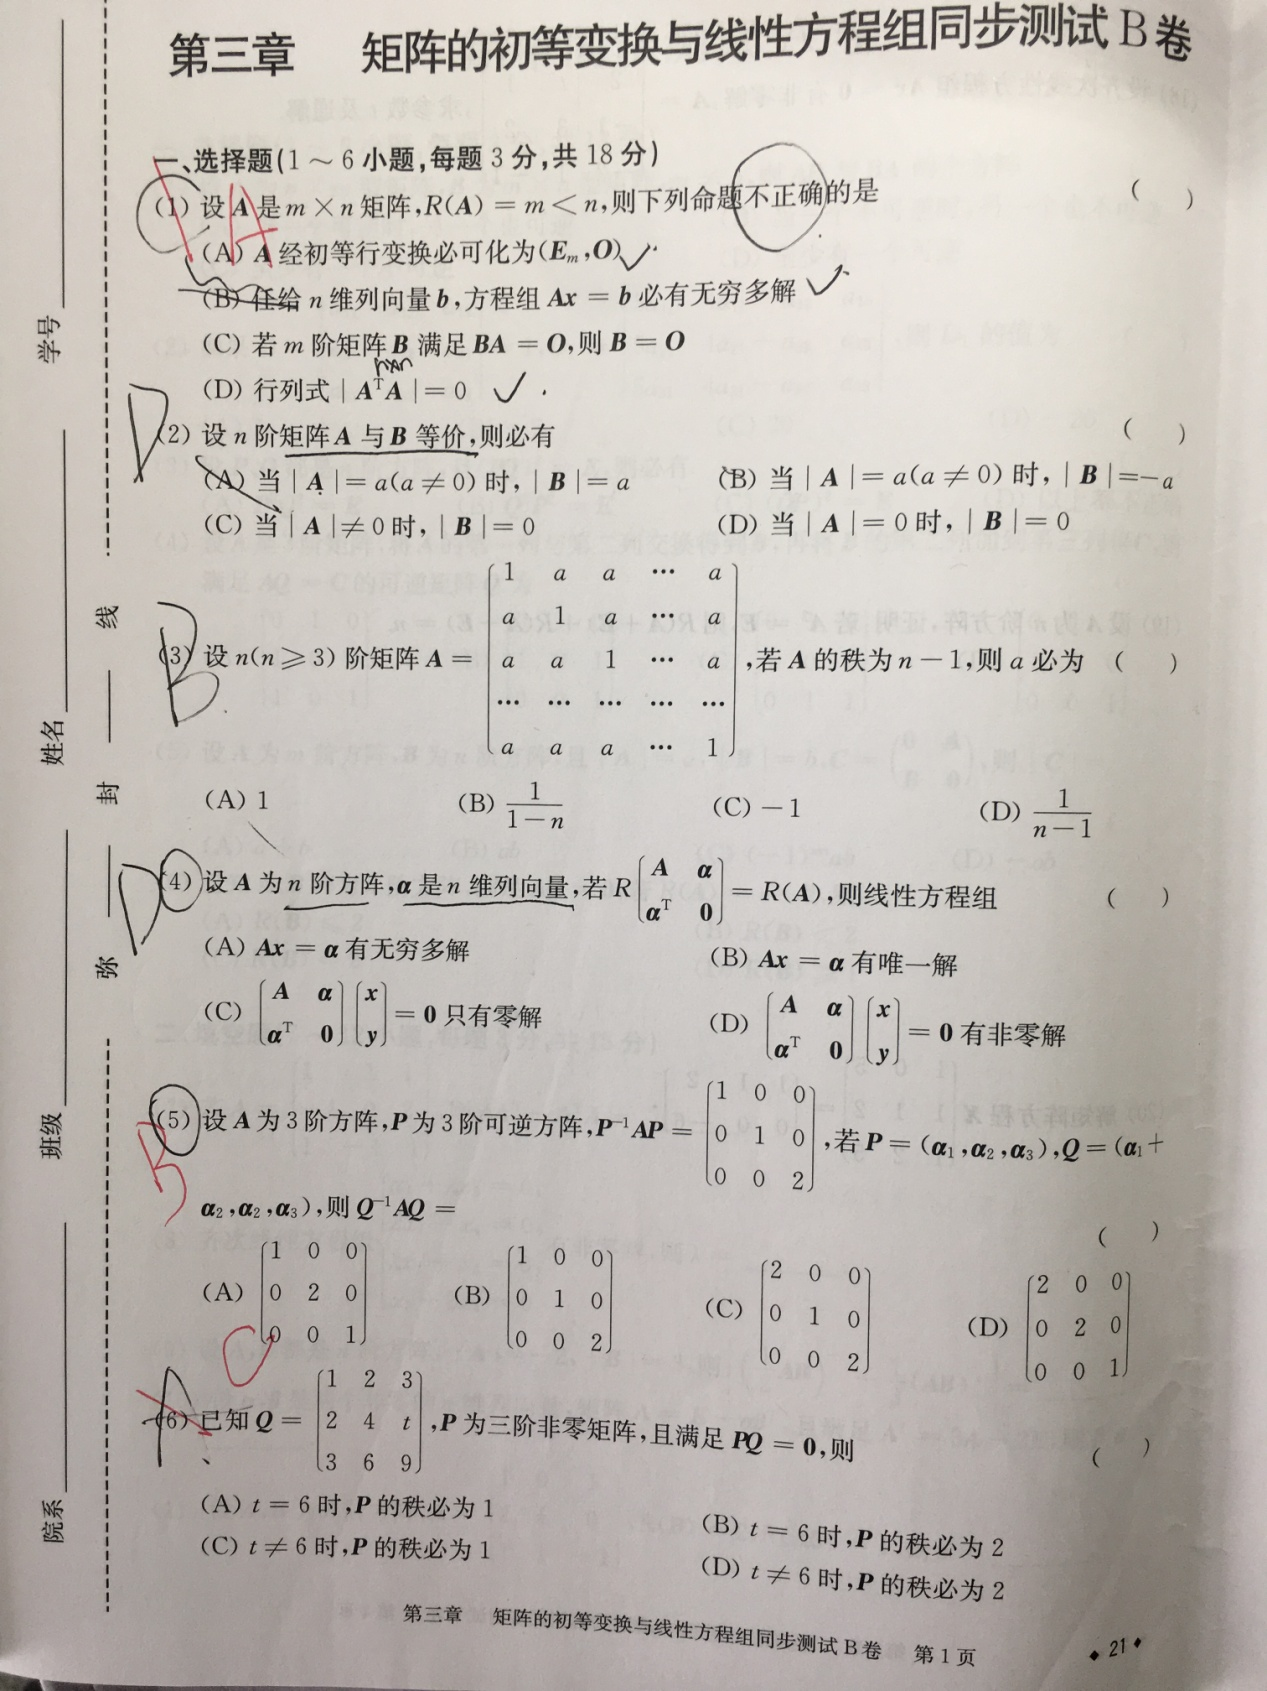 第三章 矩阵的初等变换与线性方程组同步测试B卷
一、选择题(1～6小题,每题3分,共18分)
(1) 设A是m×n矩阵,R(A)=m<n,则下列命题不正确的是 ( )
A
(A) A经初等行变换必可化为(Eₘ,O) ✓
(B) 任给n维列向量b,方程组Ax=b必有无穷多解 ✓
(C) 若m阶矩阵B满足BA=O,则B=O
(D) 行列式|AᵀA|=0 ✓
D
(2) 设n阶矩阵A与B等价,则必有 ( )
(A) 当|A|=a(a≠0)时,|B|=a (B) 当|A|=a(a≠0)时,|B|=-a
(C) 当|A|≠0时,|B|=0 (D) 当|A|=0时,|B|=0
1 a a … a
a 1 a … a
B
(3) 设n(n⩾3)阶矩阵A= a a 1 … a ,若A的秩为n-1,则a必为 ( )
… … … … …
a a a … 1
(A) 1 (B) 1/(1-n) (C) -1 (D) 1/(n-1)
D
(4) 设A为n阶方阵,α是n维列向量,若R(A α; αᵀ 0)=R(A),则线性方程组 ( )
(A) Ax=α有无穷多解 (B) Ax=α有唯一解
(C) (A α; αᵀ 0)(x; y)=0只有零解 (D) (A α; αᵀ 0)(x; y)=0有非零解
1 0 0
B
(5) 设A为3阶方阵,P为3阶可逆方阵,P⁻¹AP= 0 1 0 ,若P=(α₁,α₂,α₃),Q=(α₁+
0 0 2
α₂,α₂,α₃),则Q⁻¹AQ= ( )
1 0 0 1 0 0 2 0 0 2 0 0
(A) 0 2 0 (B) 0 1 0 (C) 0 1 0 (D) 0 2 0
0 0 1 0 0 2 0 0 2 0 0 1
C
1 2 3
A
(6) 已知Q= 2 4 t ,P为三阶非零矩阵,且满足PQ=0,则 ( )
3 6 9
(A) t=6时,P的秩必为1 (B) t=6时,P的秩必为2
(C) t≠6时,P的秩必为1 (D) t≠6时,P的秩必为2
第三章 矩阵的初等变换与线性方程组同步测试B卷 第1页
◆21◆
学号
姓名
班级
院系
线
封
弥